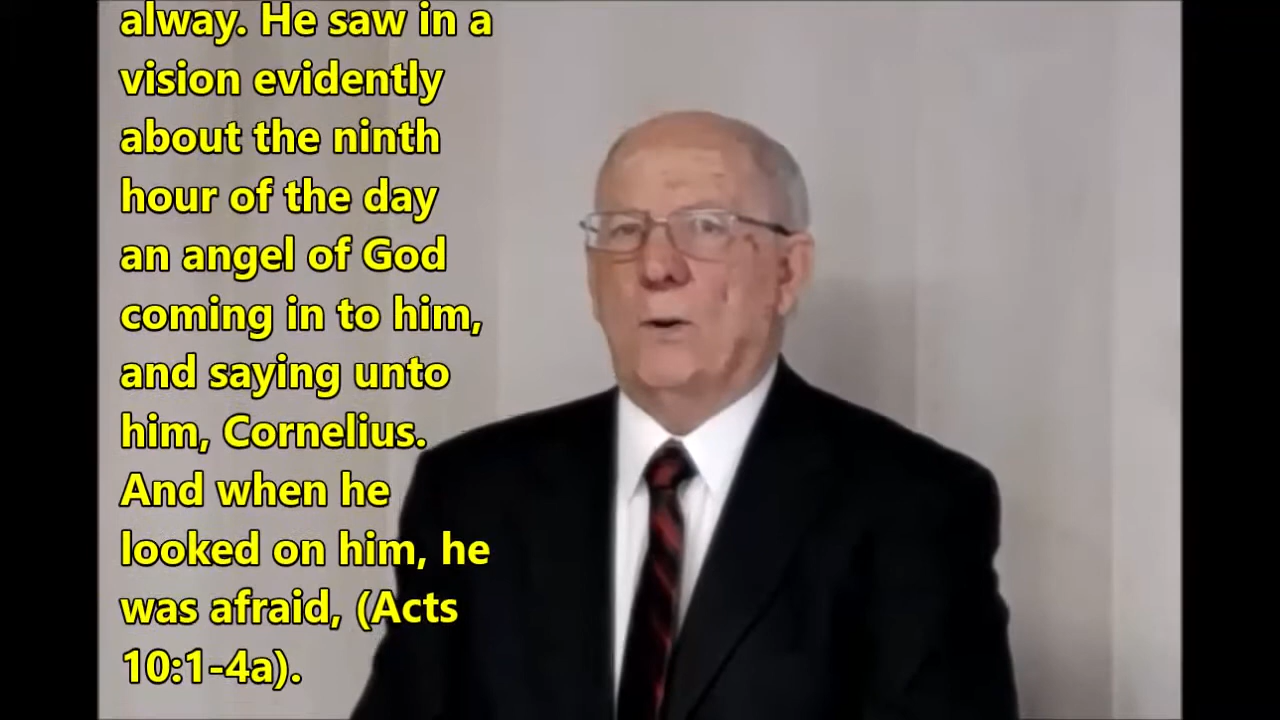 alway. He saw in a
vision evidently
about the ninth
hour of the day
an angel of God
coming in to him,
and saying unto
him, Cornelius.
And when he
looked on him, he
was afraid, (Acts
10:1-4a).